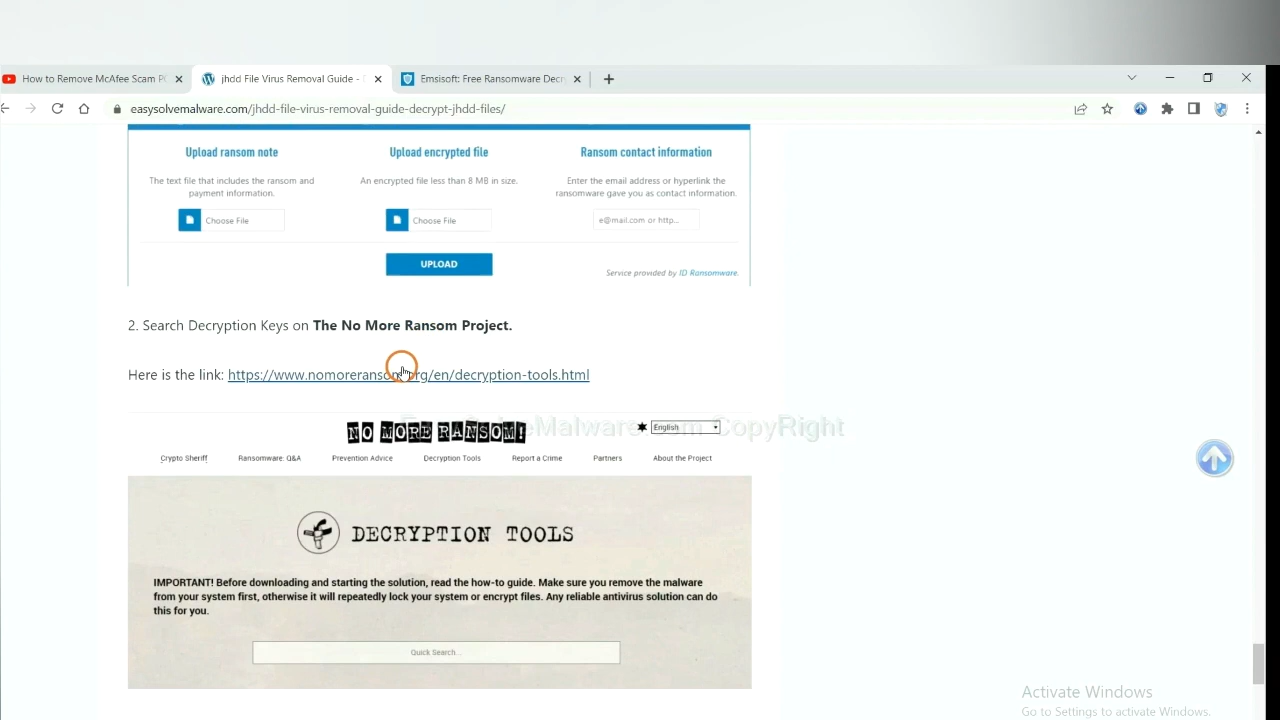 How to Remove McAfee Scam P
jhdd File Virus Removal Guide -
Emsisoft: Free Ransomware Decr
easysolvemalware.com/jhdd-file-virus-removal-guide-decrypt-jhdd-files/
Upload ransom note
Upload encrypted file
Ransom contact information
The text file that includes the ransom and
payment information.
An encrypted file less than 8 MB in size.
Enter the email address or hyperlink the
ransomware gave you as contact information.
Choose File
Choose File
e@mail.com or http...
UPLOAD
Service provided by ID Ransomware.
2. Search Decryption Keys on The No More Ransom Project.
Here is the link: https://www.nomoreransom.org/en/decryption-tools.html
NO MORE RANSOM!
English
Malware.com CopyRight
Crypto Sheriff
Ransomware: Q&A
Prevention Advice
Decryption Tools
Report a Crime
Partners
About the Project
DECRYPTION TOOLS
IMPORTANT! Before downloading and starting the solution, read the how-to guide. Make sure you remove the malware
from your system first, otherwise it will repeatedly lock your system or encrypt files. Any reliable antivirus solution can do
this for you.
Quick Search...
Activate Windows
Go to Settings to activate Windows.